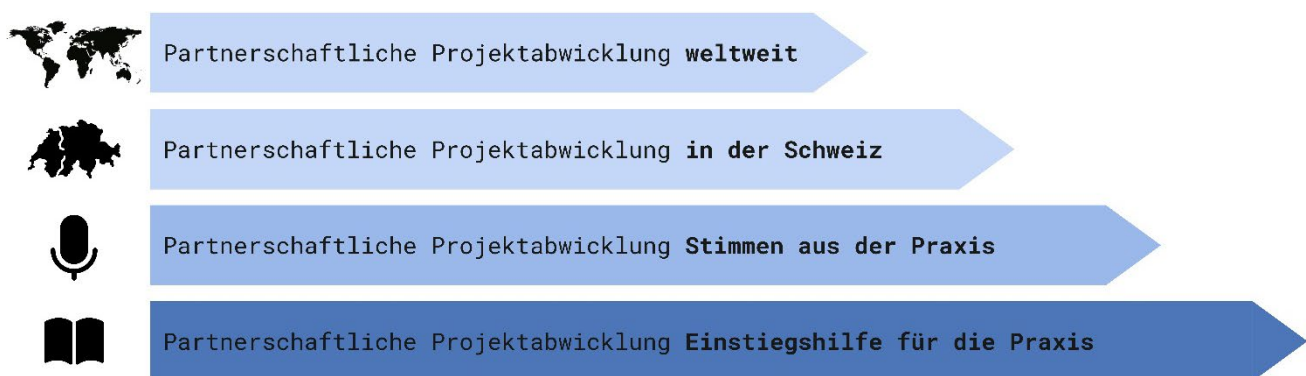 Partnerschaftliche Projektabwicklung weltweit
Partnerschaftliche Projektabwicklung in der Schweiz
Partnerschaftliche Projektabwicklung Stimmen aus der Praxis
Partnerschaftliche Projektabwicklung Einstiegshilfe für die Praxis